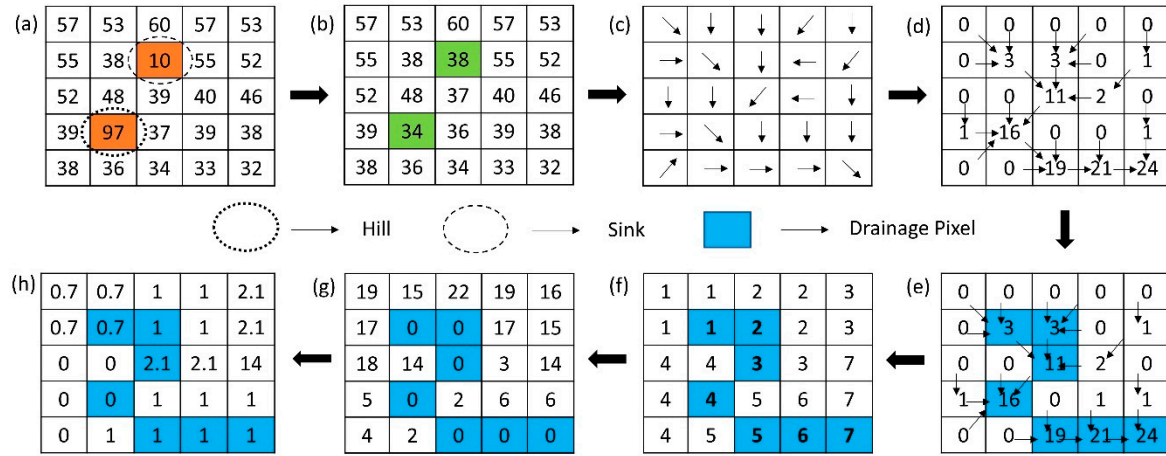 (a)
57 53 60 57 53
55 38 10 55 52
52 48 39 40 46
39 97 37 39 38
38 36 34 33 32
(b)
57 53 60 57 53
55 38 38 55 52
52 48 37 40 46
39 34 36 39 38
38 36 34 33 32
(c)
(d)
0 0 0 0 0
0 3 3 0 1
0 0 11 2 0
1 16 0 0 1
0 0 19 21 24
Hill
Sink
Drainage Pixel
(h)
0.7 0.7 1 1 2.1
0.7 0.7 1 1 2.1
0 0 2.1 2.1 14
0 0 1 1 1
0 1 1 1 1
(g)
19 15 22 19 16
17 0 0 17 15
18 14 0 3 14
5 0 2 6 6
4 2 0 0 0
(f)
1 1 2 2 3
1 1 2 2 3
4 4 3 3 7
4 4 5 6 7
4 5 5 6 7
(e)
0 0 0 0 0
0 3 3 0 1
0 0 11 2 0
1 16 0 1 1
0 0 19 21 24